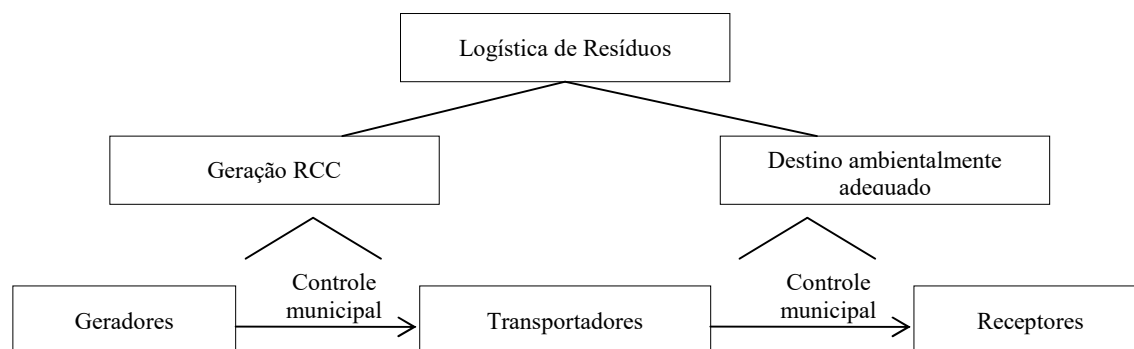 Logística de Resíduos
Geração RCC
Destino ambientalmente
adequado
Controle
municipal
Controle
municipal
Geradores
Transportadores
Receptores